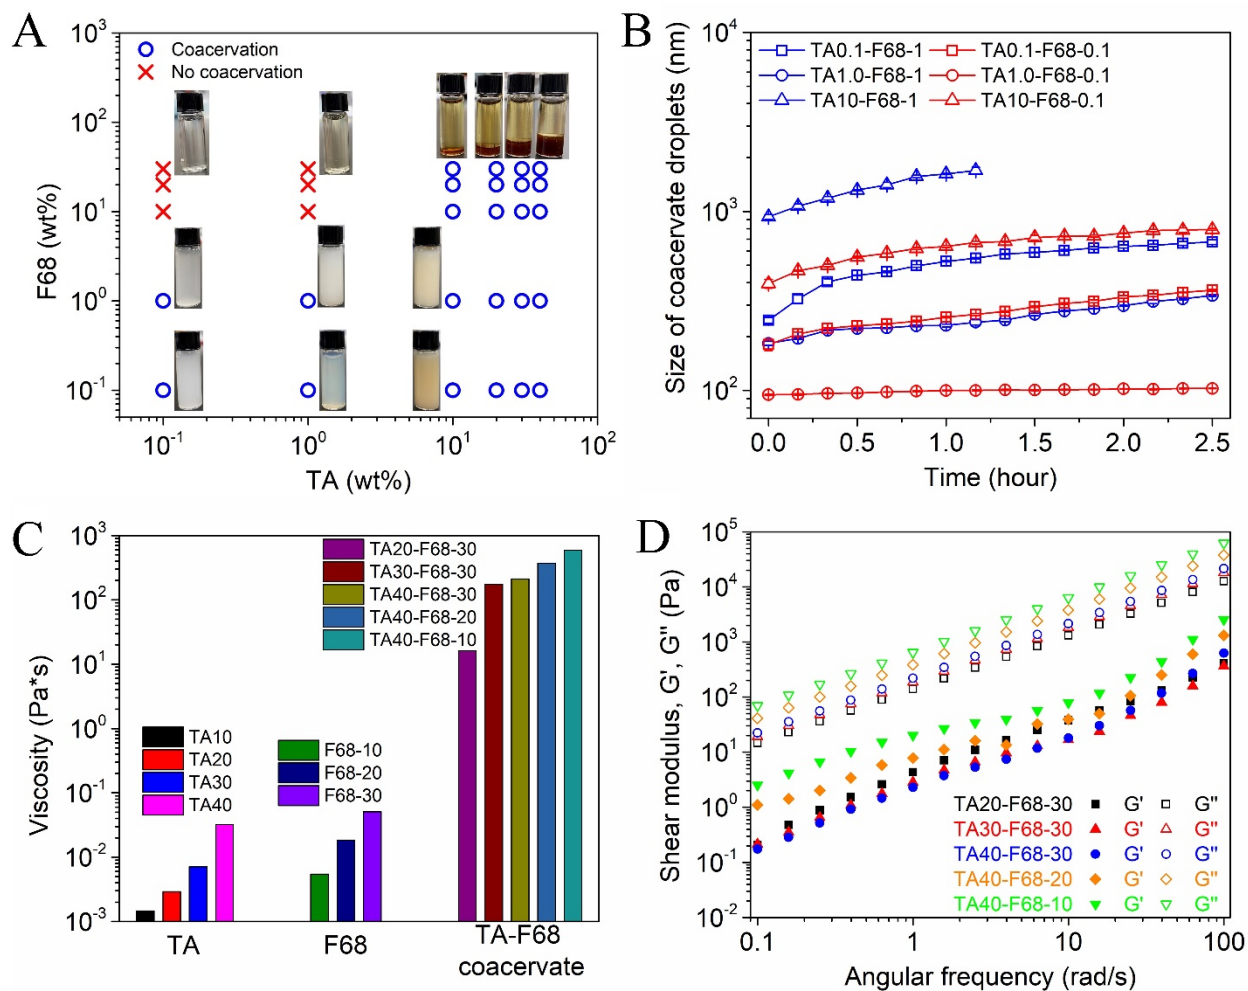 A
Coacervation
No coacervation
10³
10²
10¹
10⁰
10⁻¹
F68 (wt%)
10⁻¹
10⁰
10¹
10²
TA (wt%)
B
TA0.1-F68-1
TA0.1-F68-0.1
TA1.0-F68-1
TA1.0-F68-0.1
TA10-F68-1
TA10-F68-0.1
10⁴
10³
10²
Size of coacervate droplets (nm)
0.0
0.5
1.0
1.5
2.0
2.5
Time (hour)
C
TA20-F68-30
TA30-F68-30
TA40-F68-30
TA40-F68-20
TA40-F68-10
TA10
TA20
TA30
TA40
F68-10
F68-20
F68-30
10³
10²
10¹
10⁰
10⁻¹
10⁻²
10⁻³
Viscosity (Pa*s)
TA
F68
TA-F68
coacervate
D
10⁵
10⁴
10³
10²
10¹
10⁰
10⁻¹
10⁻²
Shear modulus, G', G" (Pa)
TA20-F68-30 G' G"
TA30-F68-30 G' G"
TA40-F68-30 G' G"
TA40-F68-20 G' G"
TA40-F68-10 G' G"
0.1
1
10
100
Angular frequency (rad/s)